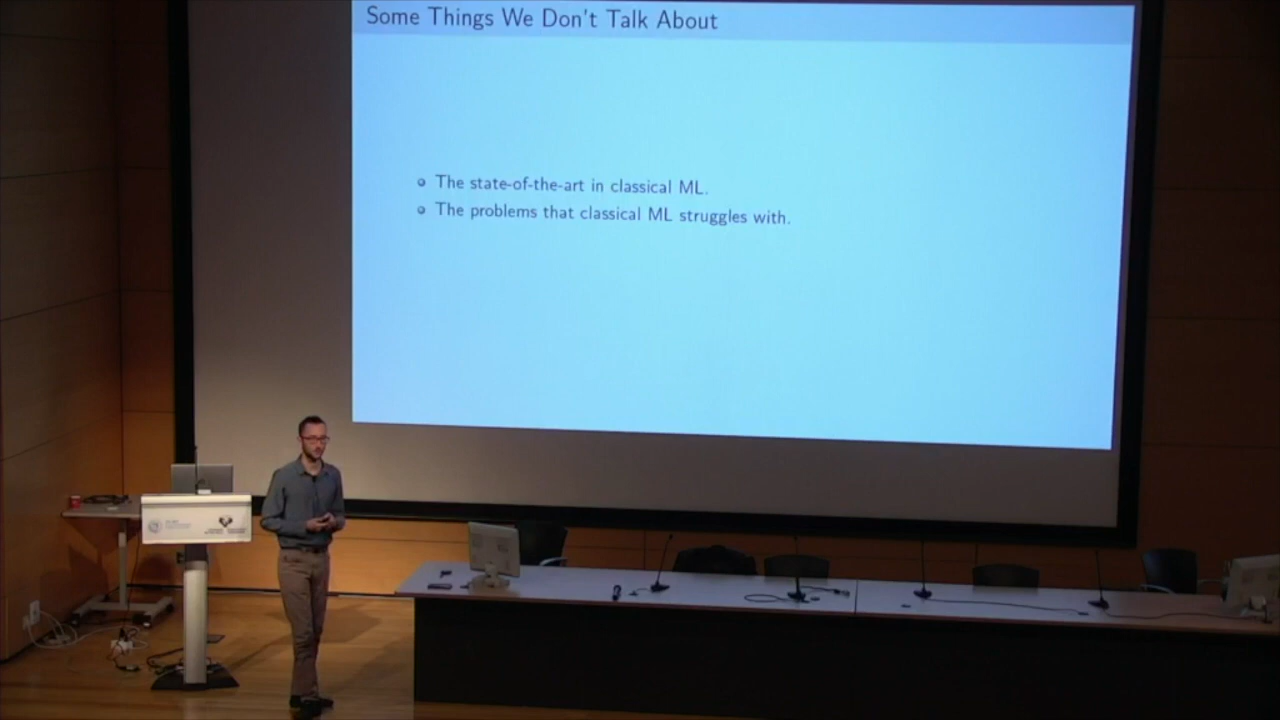 Some Things We Don't Talk About
The state-of-the-art in classical ML.
The problems that classical ML struggles with.